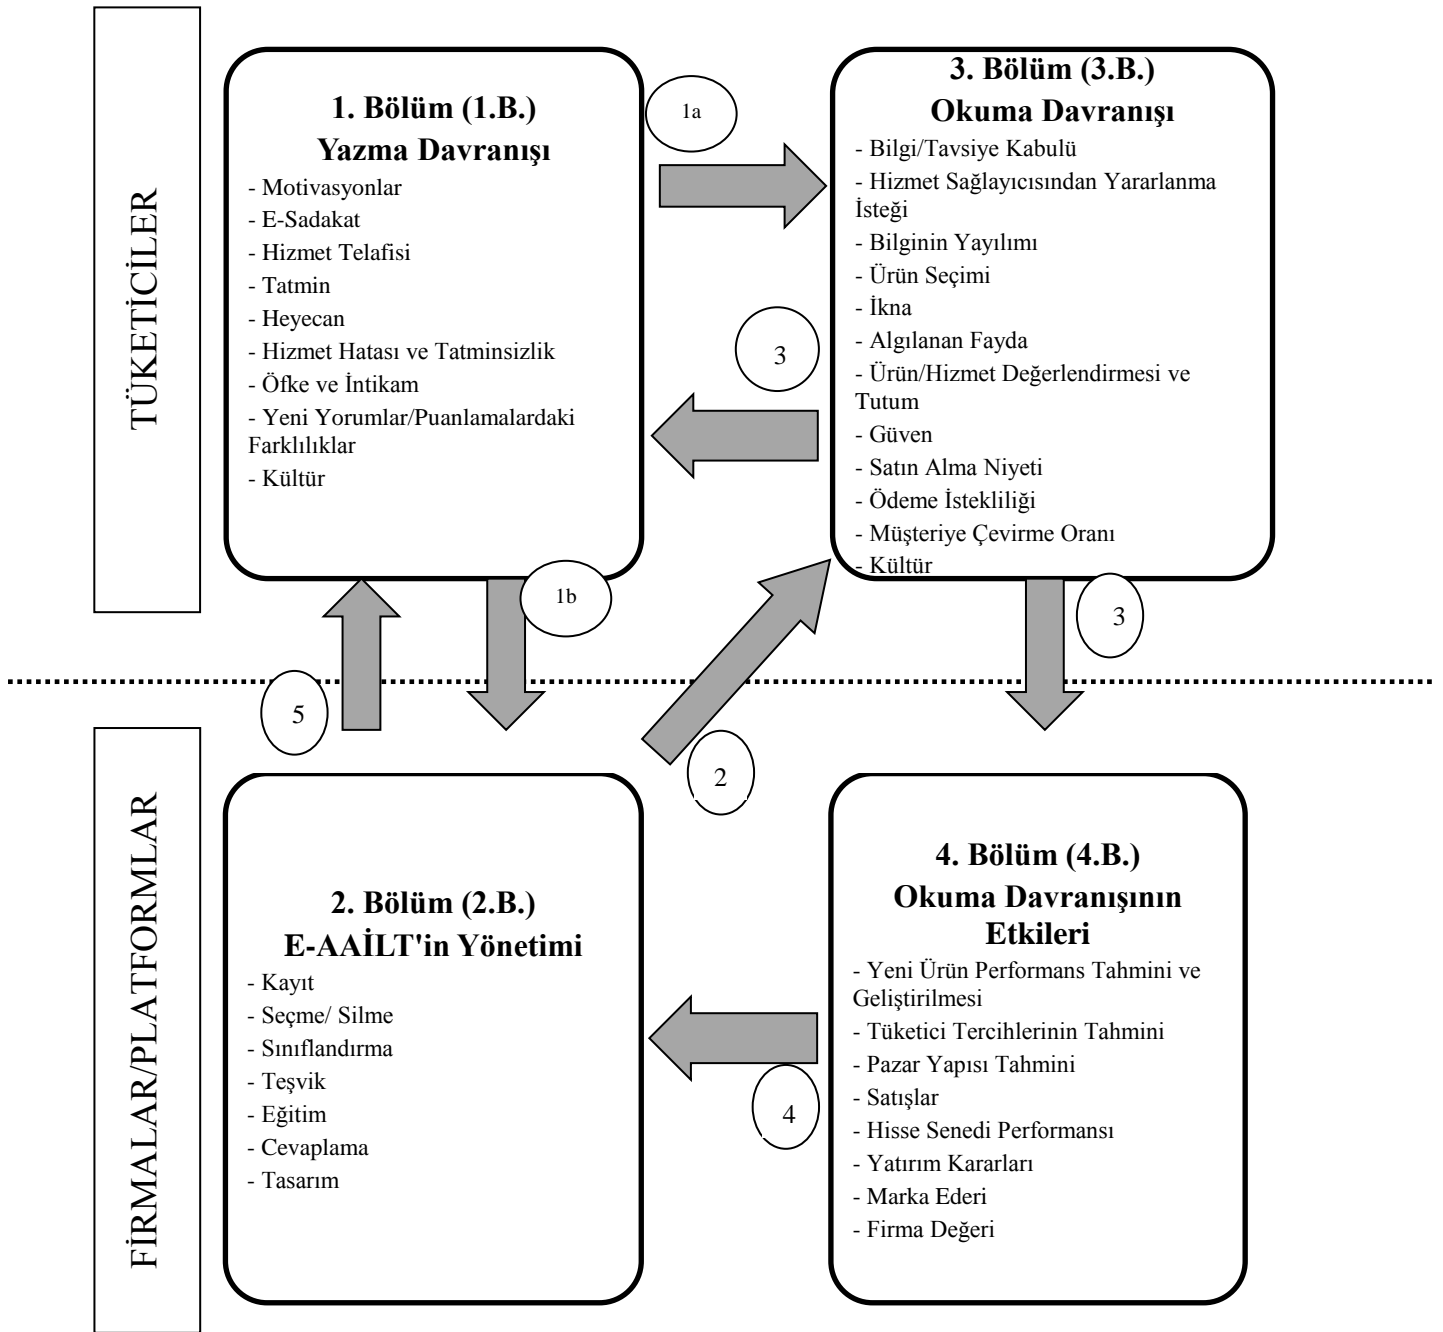 TÜKETİCİLER
1. Bölüm (1.B.)
Yazma Davranışı
- Motivasyonlar
- E-Sadakat
- Hizmet Telafisi
- Tatmin
- Heyecan
- Hizmet Hatası ve Tatminsizlik
- Öfke ve İntikam
- Yeni Yorumlar/Puanlamalardaki
Farklılıklar
- Kültür
1a
3
3. Bölüm (3.B.)
Okuma Davranışı
- Bilgi/Tavsiye Kabulü
- Hizmet Sağlayıcısından Yararlanma
İsteği
- Bilginin Yayılımı
- Ürün Seçimi
- İkna
- Algılanan Fayda
- Ürün/Hizmet Değerlendirmesi ve
Tutum
- Güven
- Satın Alma Niyeti
- Ödeme İstekliliği
- Müşteriye Çevirme Oranı
- Kültür
1b
3
5
2
FİRMALAR/PLATFORMLAR
2. Bölüm (2.B.)
E-AAİLT'in Yönetimi
- Kayıt
- Seçme/ Silme
- Sınıflandırma
- Teşvik
- Eğitim
- Cevaplama
- Tasarım
4
4. Bölüm (4.B.)
Okuma Davranışının
Etkileri
- Yeni Ürün Performans Tahmini ve
Geliştirilmesi
- Tüketici Tercihlerinin Tahmini
- Pazar Yapısı Tahmini
- Satışlar
- Hisse Senedi Performansı
- Yatırım Kararları
- Marka Ederi
- Firma Değeri